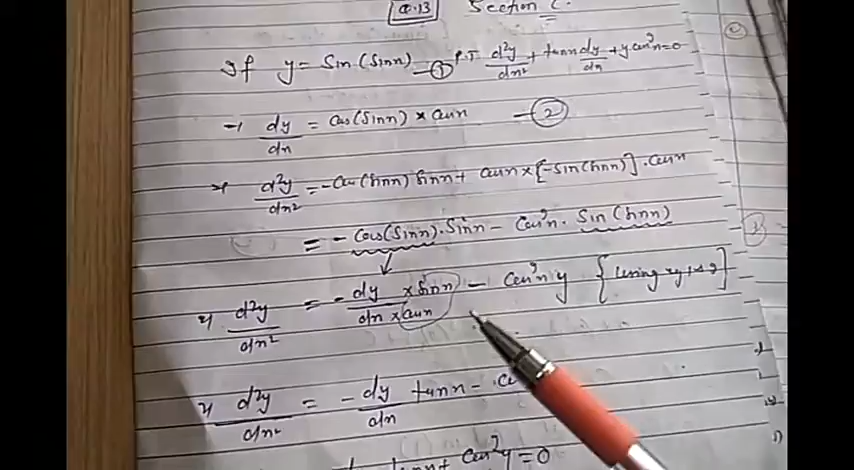 Q.13 Section C.
If y = Sin(Sinx) —① P.T d²y/dx² + tanx dy/dx + y cos²x = 0
→ dy/dx = cos(Sinx) × cosx —②
⇒ d²y/dx² = -cos(sinx) sinx + cosx × [-sin(sinx)] . cosx
= - cos(sinx) . sinx - cos²x . Sin(sinx)
⇒ d²y/dx² = - dy/dx × sinx/cosx - cos²x y {using eq
⇒ d²y/dx² = - dy/dx tanx -
tanx + cos²y = 0